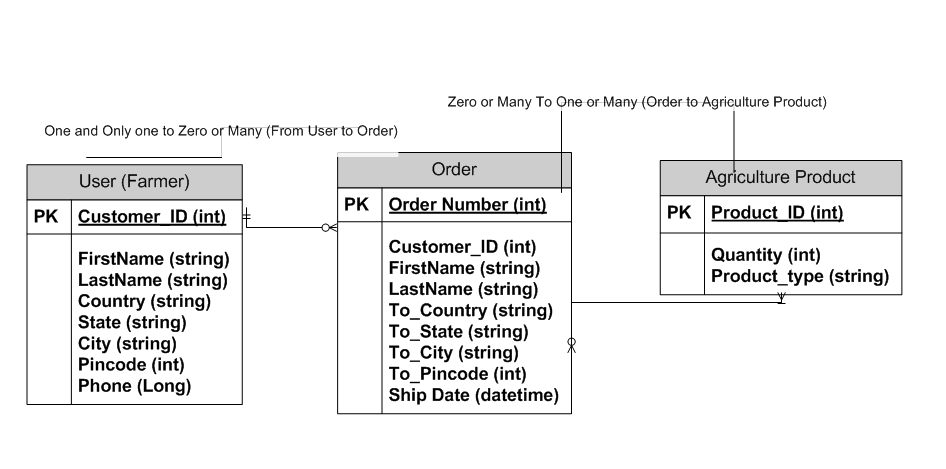 Zero or Many To One or Many (Order to Agriculture Product)
One and Only one to Zero or Many (From User to Order)
User (Farmer)
PK Customer_ID (int)
FirstName (string)
LastName (string)
Country (string)
State (string)
City (string)
Pincode (int)
Phone (Long)
Order
PK Order Number (int)
Customer_ID (int)
FirstName (string)
LastName (string)
To_Country (string)
To_State (string)
To_City (string)
To_Pincode (int)
Ship Date (datetime)
Agriculture Product
PK Product_ID (int)
Quantity (int)
Product_type (string)